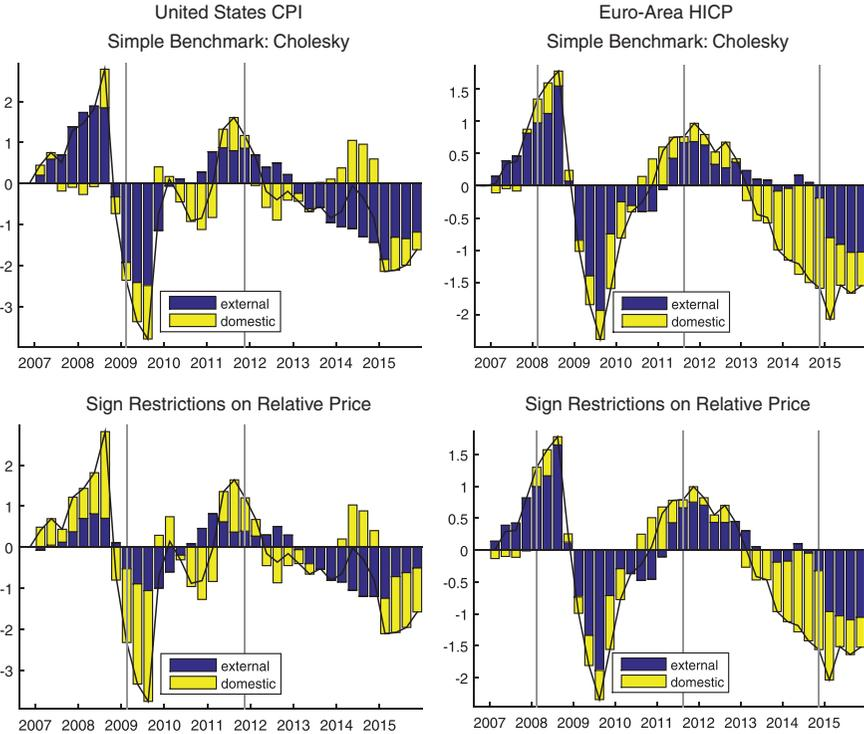 United States CPI
Simple Benchmark: Cholesky
2
1
0
-1
-2
-3
external
domestic
2007 2008 2009 2010 2011 2012 2013 2014 2015
Euro-Area HICP
Simple Benchmark: Cholesky
1.5
1
0.5
0
-0.5
-1
-1.5
-2
external
domestic
2007 2008 2009 2010 2011 2012 2013 2014 2015
Sign Restrictions on Relative Price
2
1
0
-1
-2
-3
external
domestic
2007 2008 2009 2010 2011 2012 2013 2014 2015
Sign Restrictions on Relative Price
1.5
1
0.5
0
-0.5
-1
-1.5
-2
external
domestic
2007 2008 2009 2010 2011 2012 2013 2014 2015